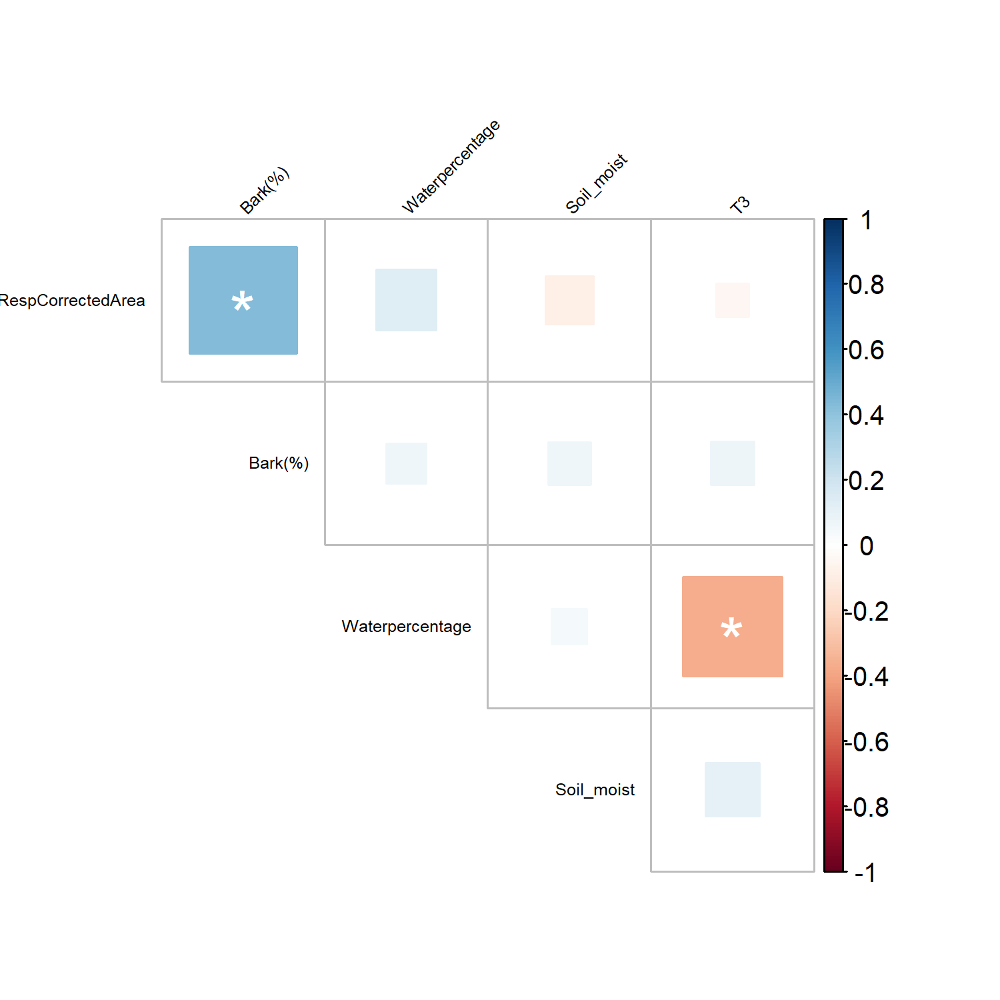 Bark(%)
Waterpercentage
Soil_moist
T3
RespCorrectedArea
*
Bark(%)
Waterpercentage
*
Soil_moist
1
0.8
0.6
0.4
0.2
0
-0.2
-0.4
-0.6
-0.8
-1